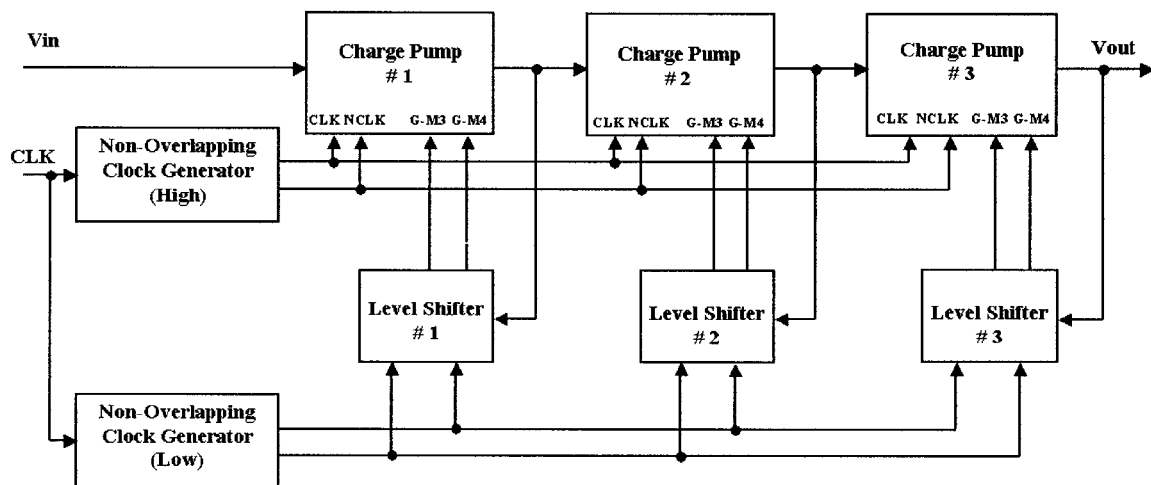 Vin
Charge Pump
# 1
CLK NCLK G-M3 G-M4
Charge Pump
# 2
CLK NCLK G-M3 G-M4
Charge Pump
# 3
CLK NCLK G-M3 G-M4
Vout
CLK
Non-Overlapping
Clock Generator
(High)
Level Shifter
# 1
Level Shifter
# 2
Level Shifter
# 3
Non-Overlapping
Clock Generator
(Low)